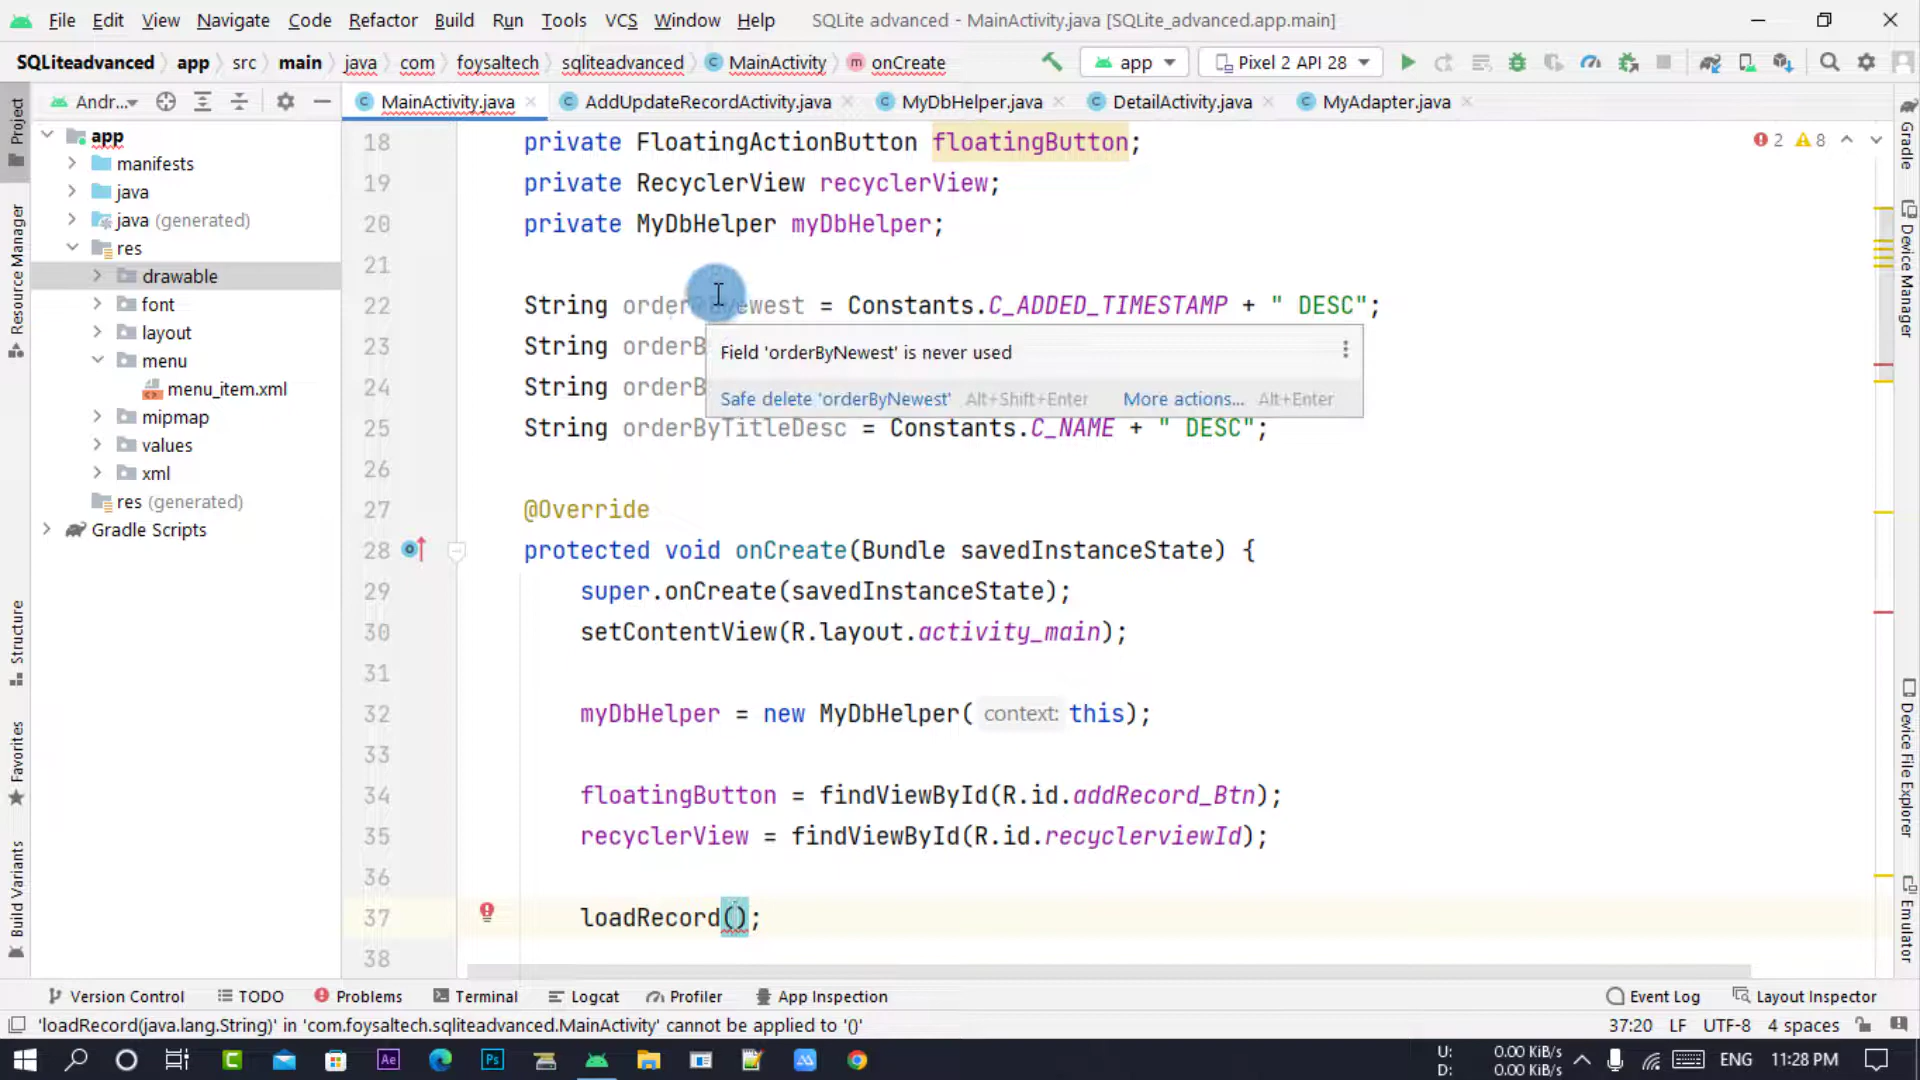 File Edit View Navigate Code Refactor Build Run Tools VCS Window Help SQLite advanced - MainActivity.java [SQLite_advanced.app.main]
SQLiteadvanced app src main java com foysaltech sqliteadvanced MainActivity onCreate app Pixel 2 API 28
Andr... MainActivity.java AddUpdateRecordActivity.java MyDbHelper.java DetailActivity.java MyAdapter.java
Project
Resource Manager
Structure
Favorites
Build Variants
app
manifests
java
java (generated)
res
drawable
font
layout
menu
menu_item.xml
mipmap
values
xml
res (generated)
Gradle Scripts
2 8
18 private FloatingActionButton floatingButton;
19 private RecyclerView recyclerView;
20 private MyDbHelper myDbHelper;
21
22 String orderByNewest = Constants.C_ADDED_TIMESTAMP + " DESC";
23 String orderB
Field 'orderByNewest' is never used
24 String orderB
Safe delete 'orderByNewest' Alt+Shift+Enter More actions... Alt+Enter
25 String orderByTitleDesc = Constants.C_NAME + " DESC";
26
27 @Override
28 protected void onCreate(Bundle savedInstanceState) {
29 super.onCreate(savedInstanceState);
30 setContentView(R.layout.activity_main);
31
32 myDbHelper = new MyDbHelper( context: this);
33
34 floatingButton = findViewById(R.id.addRecord_Btn);
35 recyclerView = findViewById(R.id.recyclerviewId);
36
37 loadRecord();
38
Gradle
Device Manager
Device File Explorer
Emulator
Version Control TODO Problems Terminal Logcat Profiler App Inspection Event Log Layout Inspector
'loadRecord(java.lang.String)' in 'com.foysaltech.sqliteadvanced.MainActivity' cannot be applied to '()' 37:20 LF UTF-8 4 spaces
U: 0.00 KiB/s
D: 0.00 KiB/s
ENG 11:28 PM